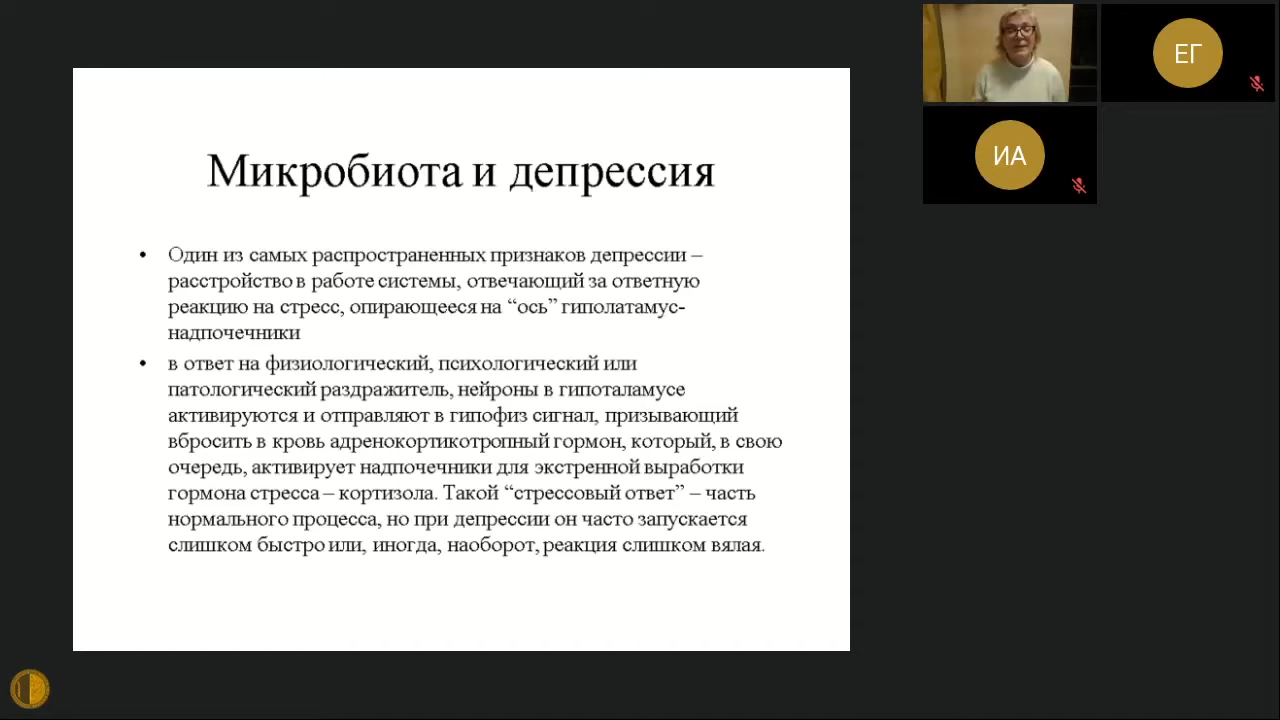 Микробиота и депрессия
• Один из самых распространенных признаков депрессии –
расстройство в работе системы, отвечающий за ответную
реакцию на стресс, опирающееся на “ось” гиполатамус-
надпочечники
• в ответ на физиологический, психологический или
патологический раздражитель, нейроны в гипоталамусе
активируются и отправляют в гипофиз сигнал, призывающий
вбросить в кровь адренокортикотропный гормон, который, в свою
очередь, активирует надпочечники для экстренной выработки
гормона стресса – кортизола. Такой “стрессовый ответ” – часть
нормального процесса, но при депрессии он часто запускается
слишком быстро или, иногда, наоборот, реакция слишком вялая.
ЕГ
ИА